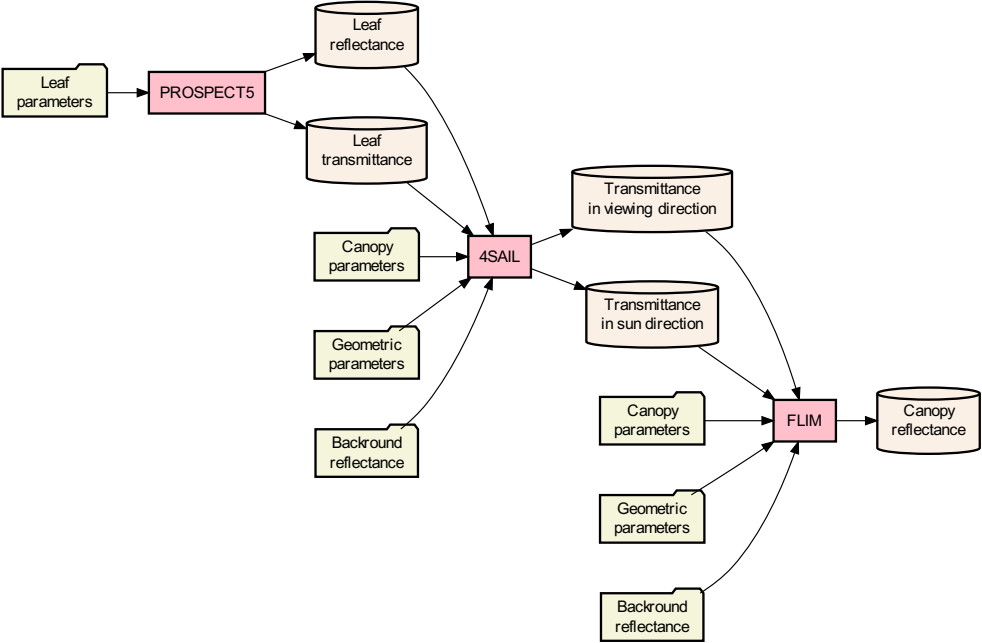 Leaf
reflectance
Leaf
parameters
PROSPECT5
Leaf
transmittance
Transmittance
in viewing direction
Canopy
parameters
4SAIL
Transmittance
in sun direction
Geometric
parameters
Canopy
parameters
FLIM
Canopy
reflectance
Backround
reflectance
Geometric
parameters
Backround
reflectance